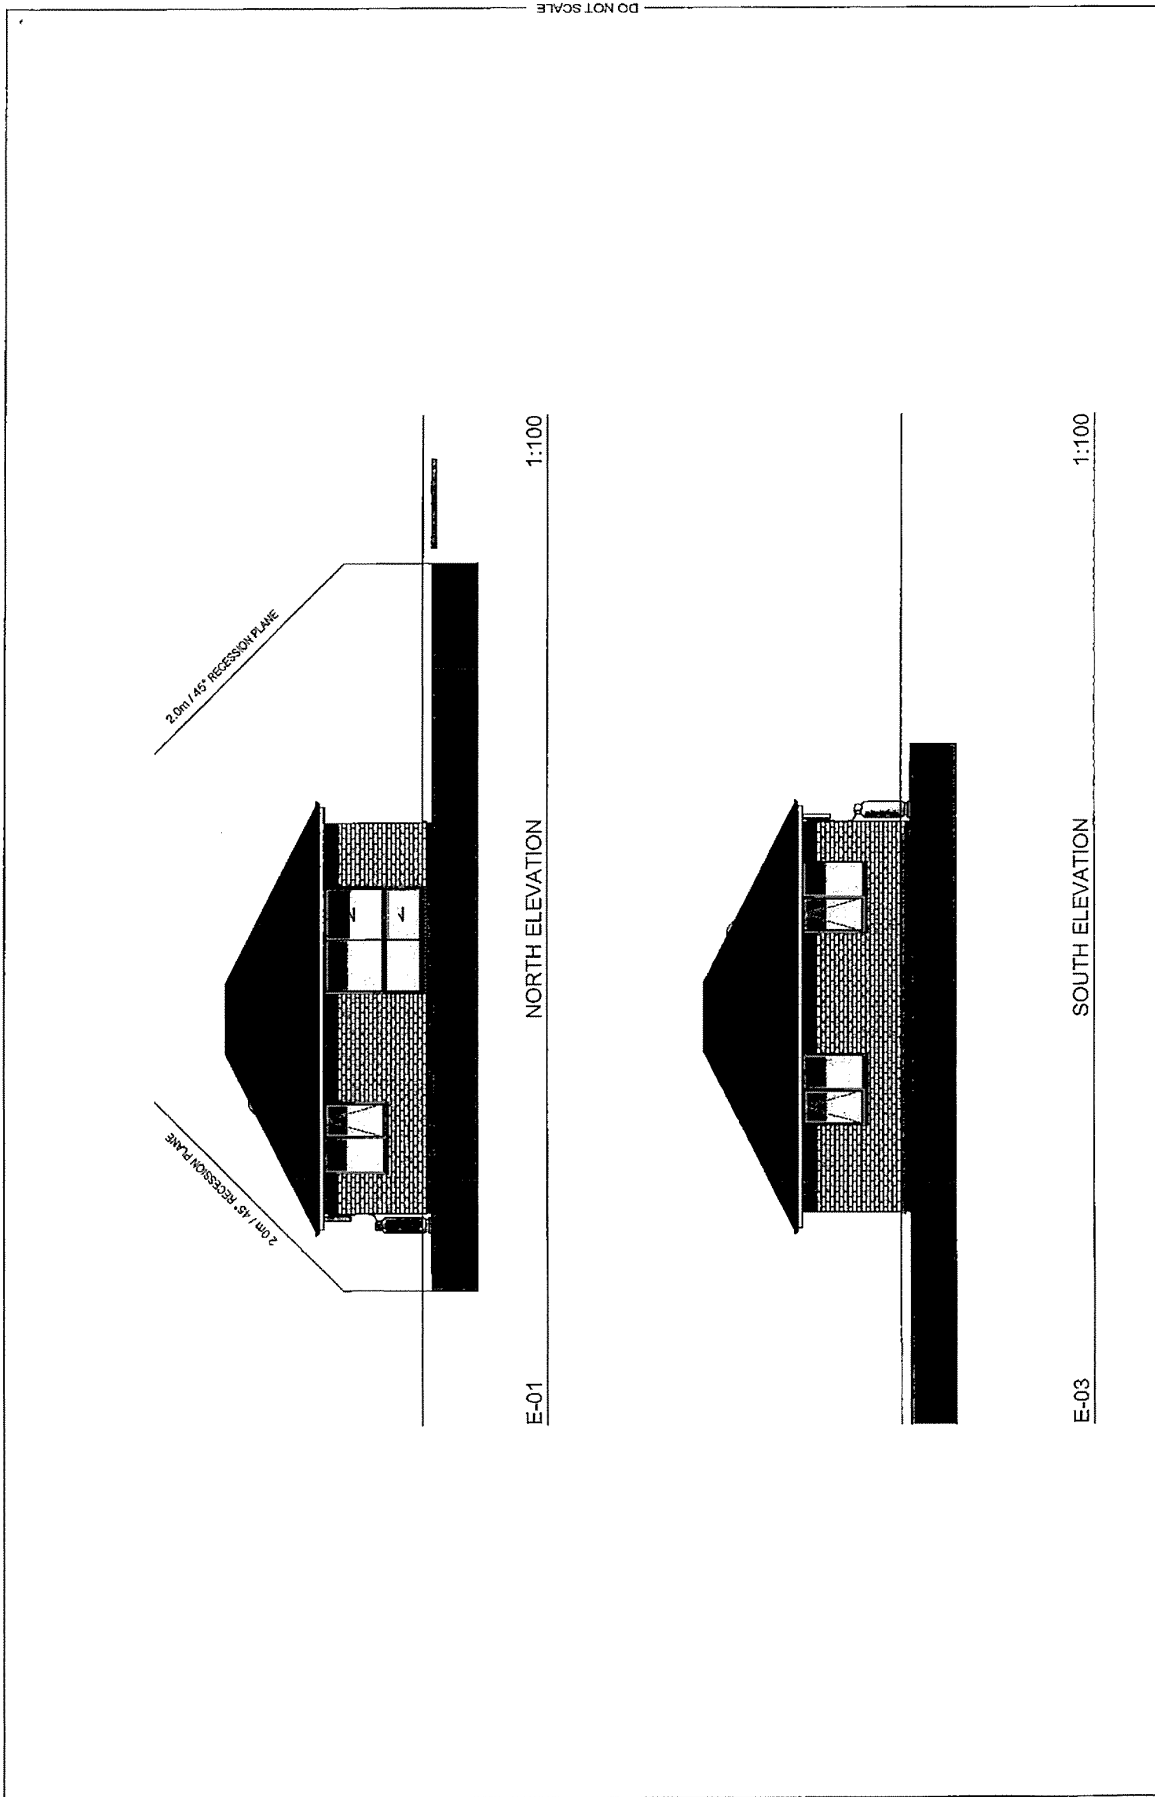 DO NOT SCALE
2.0m / 45° RECESSION PLANE
2.0m / 45° RECESSION PLANE
E-01 NORTH ELEVATION 1:100
E-03 SOUTH ELEVATION 1:100